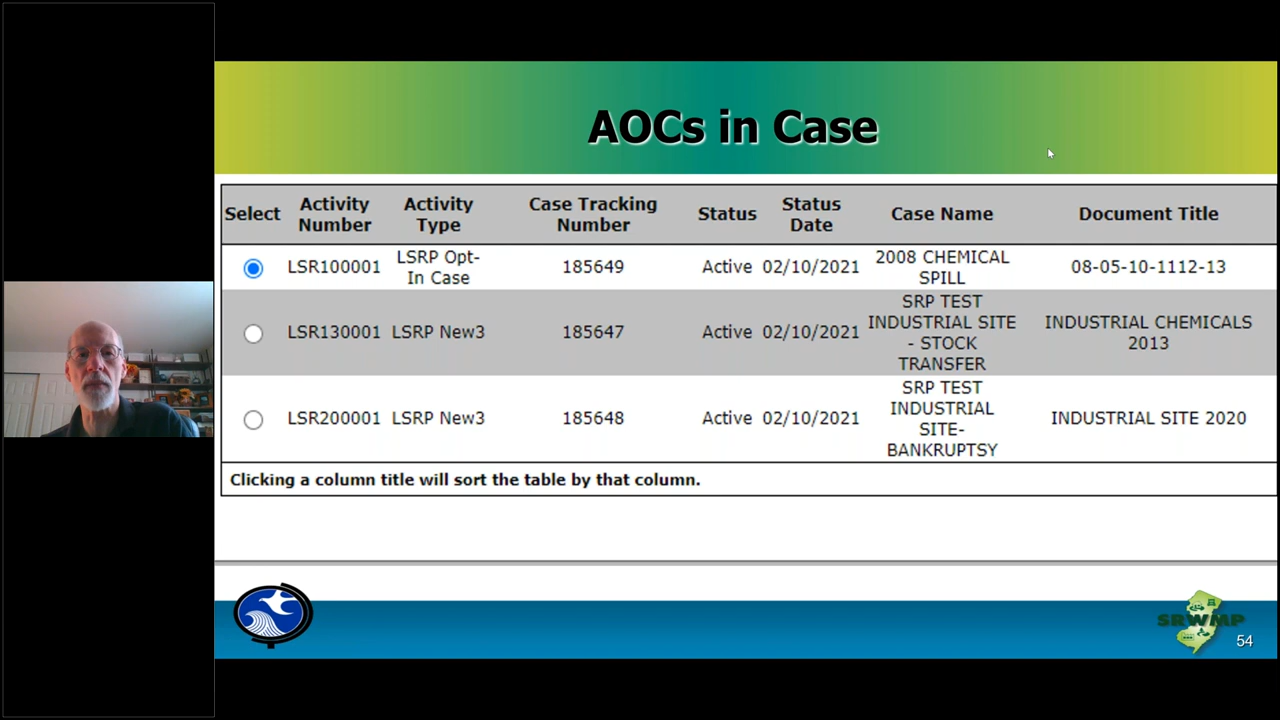 AOCs in Case
Select Activity Number Activity Type Case Tracking Number Status Status Date Case Name Document Title
LSR100001 LSRP Opt-In Case 185649 Active 02/10/2021 2008 CHEMICAL SPILL 08-05-10-1112-13
LSR130001 LSRP New3 185647 Active 02/10/2021 SRP TEST INDUSTRIAL SITE - STOCK TRANSFER INDUSTRIAL CHEMICALS 2013
LSR200001 LSRP New3 185648 Active 02/10/2021 SRP TEST INDUSTRIAL SITE-BANKRUPTSY INDUSTRIAL SITE 2020
Clicking a column title will sort the table by that column.
SRWMP
54